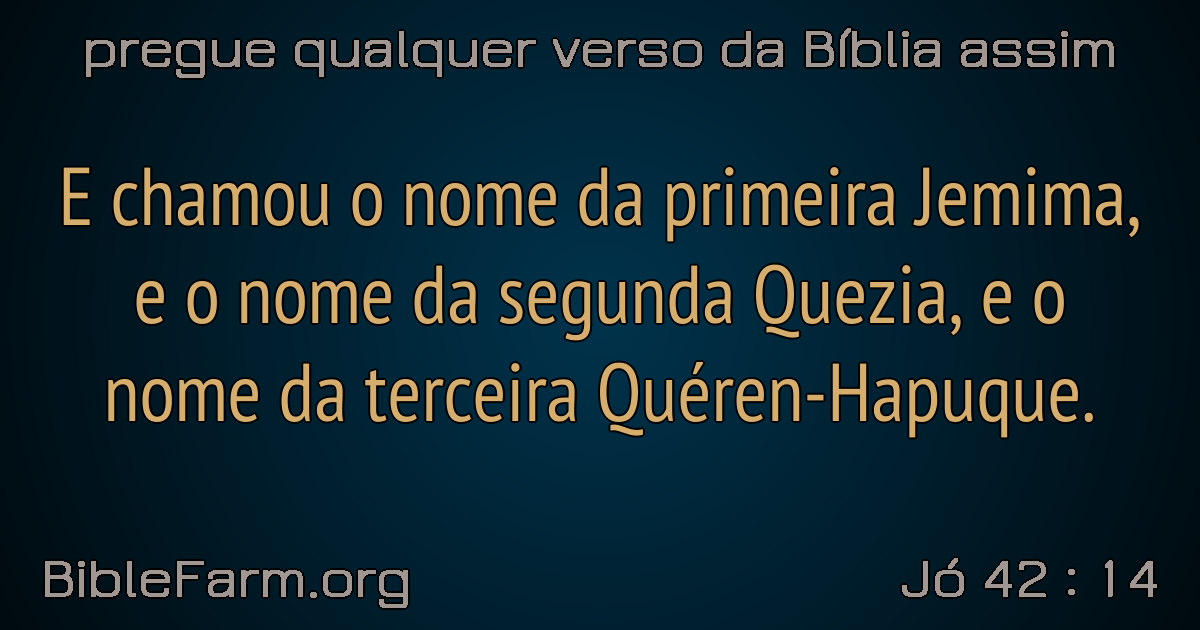 pregue qualquer verso da Bíblia assim
E chamou o nome da primeira Jemima,
e o nome da segunda Quezia, e o
nome da terceira Quéren-Hapuque.
BibleFarm.org
Jó 42 : 14